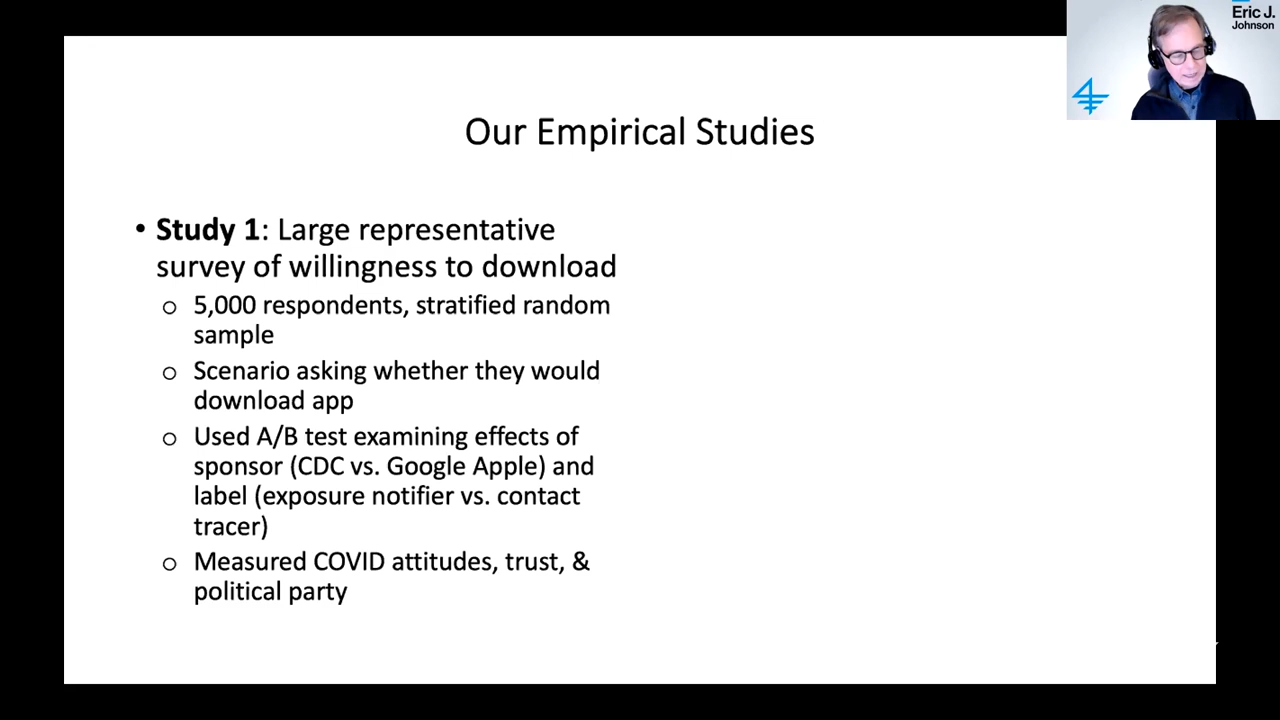 Eric J.
Johnson
Our Empirical Studies
• Study 1: Large representative
survey of willingness to download
o 5,000 respondents, stratified random
sample
o Scenario asking whether they would
download app
o Used A/B test examining effects of
sponsor (CDC vs. Google Apple) and
label (exposure notifier vs. contact
tracer)
o Measured COVID attitudes, trust, &
political party